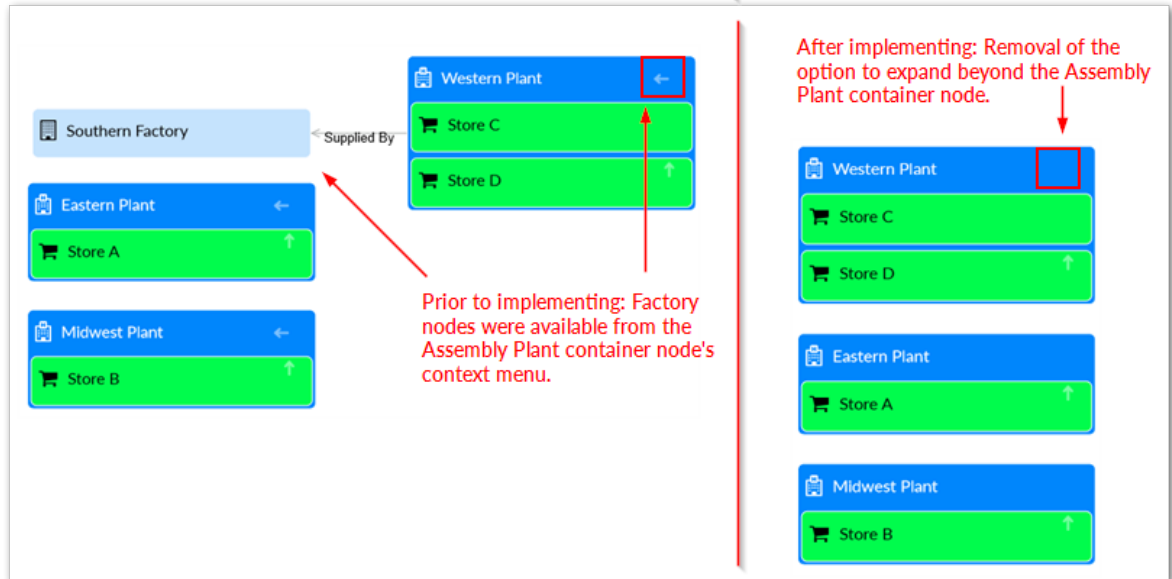 Western Plant
Southern Factory
Supplied By
Store C
Store D
Eastern Plant
Store A
Midwest Plant
Store B
Prior to implementing: Factory
nodes were available from the
Assembly Plant container node's
context menu.
After implementing: Removal of the
option to expand beyond the Assembly
Plant container node.
Western Plant
Store C
Store D
Eastern Plant
Store A
Midwest Plant
Store B